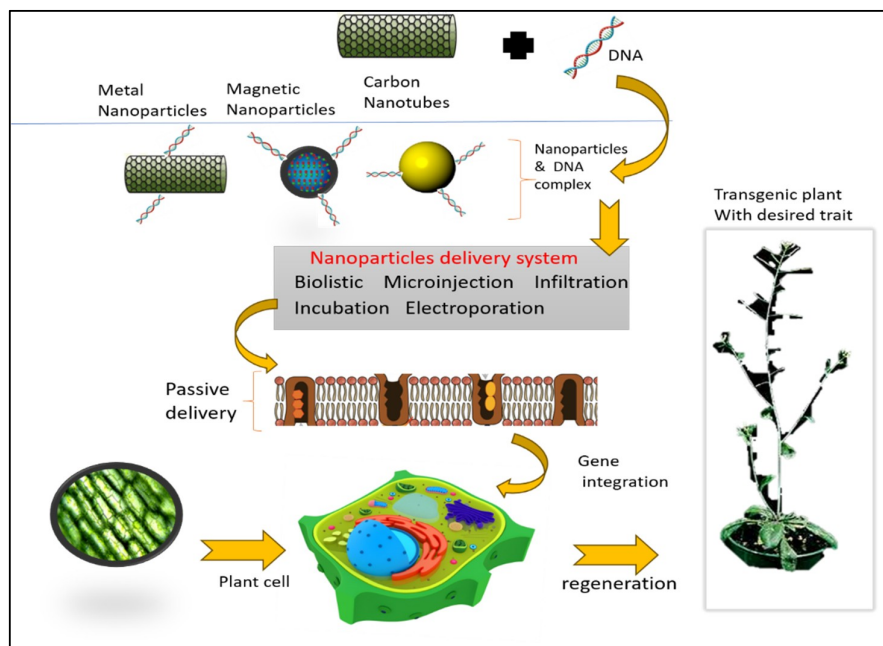 DNA
Metal
Nanoparticles
Magnetic
Nanoparticles
Carbon
Nanotubes
Nanoparticles
& DNA
complex
Transgenic plant
With desired trait
Nanoparticles delivery system
Biolistic Microinjection Infiltration
Incubation Electroporation
Passive
delivery
Gene
integration
Plant cell
regeneration